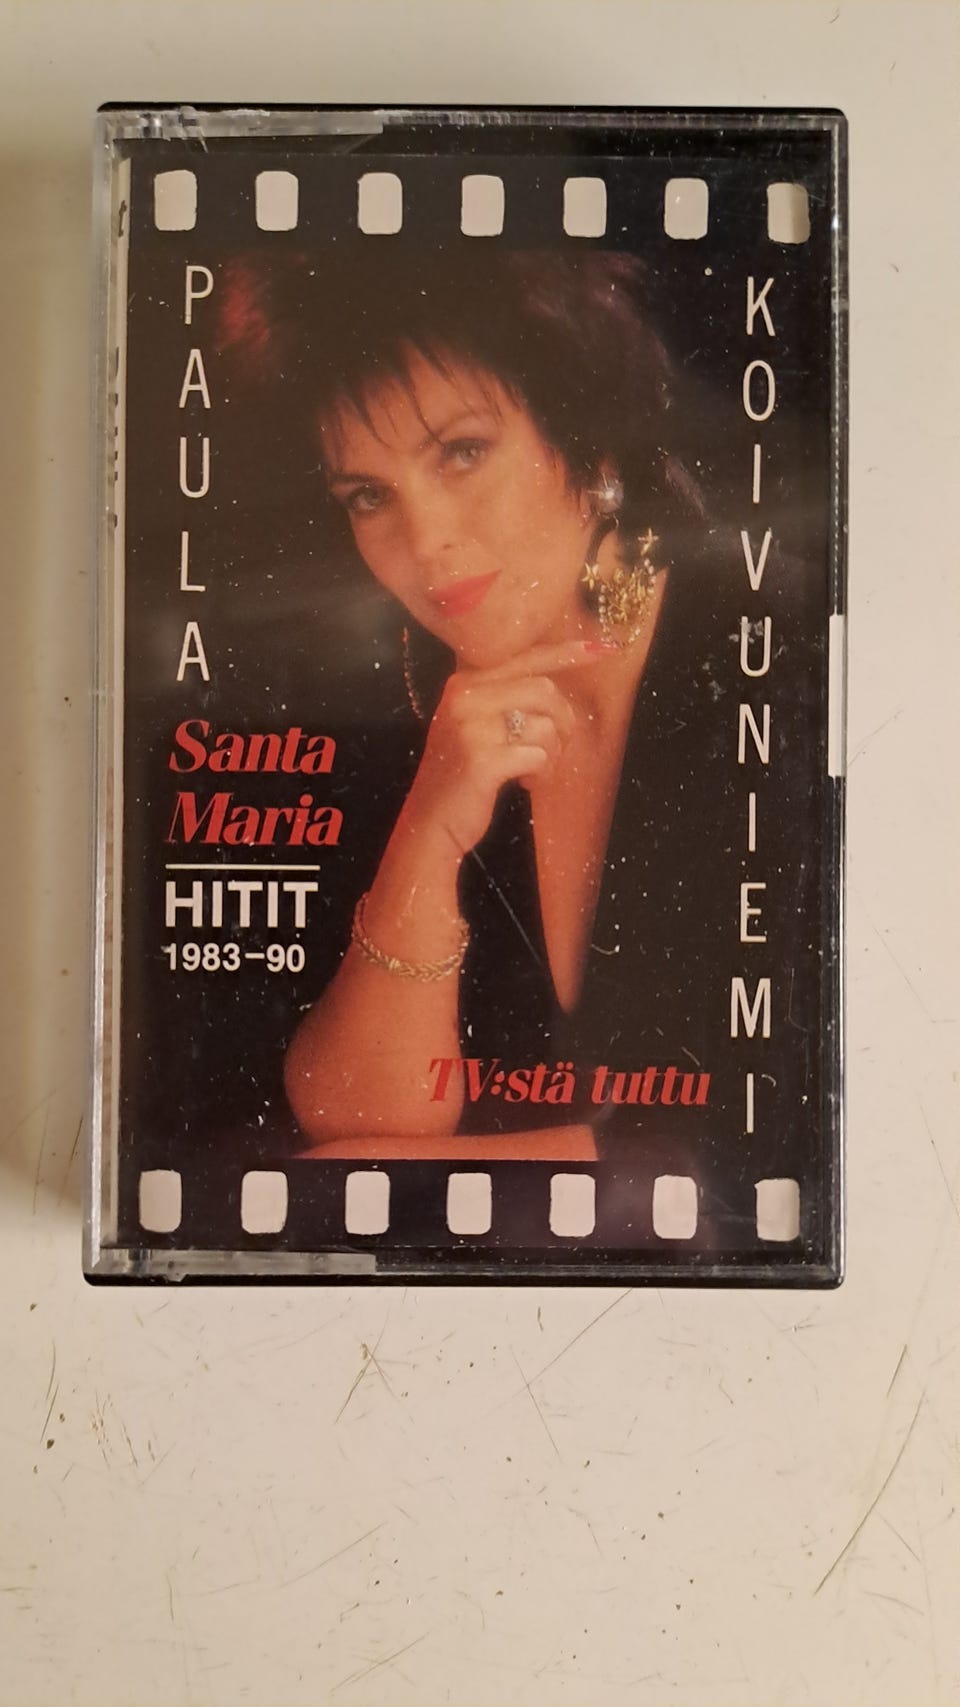 PAULA
KOIVUNIEMI
Santa
Maria
HITIT
1983-90
TV:stä tuttu